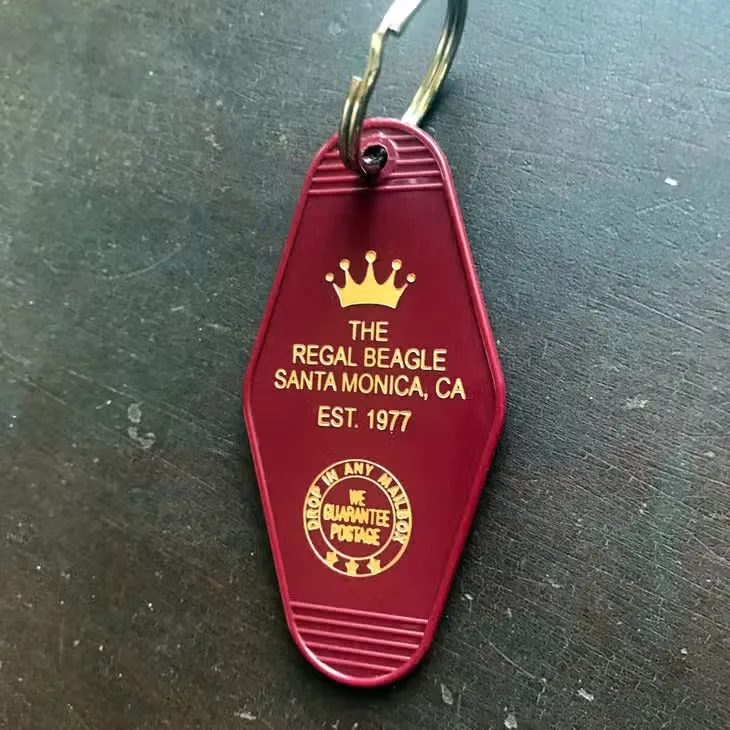 THE
REGAL BEAGLE
SANTA MONICA, CA
EST. 1977
DROP IN ANY MAILBOX
WE
GUARANTEE
POSTAGE